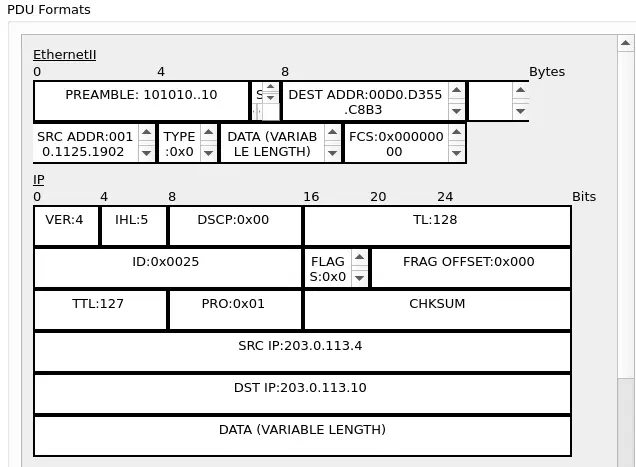 PDU Formats
EthernetII
0 4 8 Bytes
PREAMBLE: 101010..10
DEST ADDR:00D0.D355
.C8B3
SRC ADDR:001
0.1125.1902
TYPE
:0x0
DATA (VARIAB
LE LENGTH)
FCS:0x000000
00
IP
0 4 8 16 20 24 Bits
VER:4 IHL:5 DSCP:0x00 TL:128
ID:0x0025
FLAG
S:0x0
FRAG OFFSET:0x000
TTL:127 PRO:0x01 CHKSUM
SRC IP:203.0.113.4
DST IP:203.0.113.10
DATA (VARIABLE LENGTH)